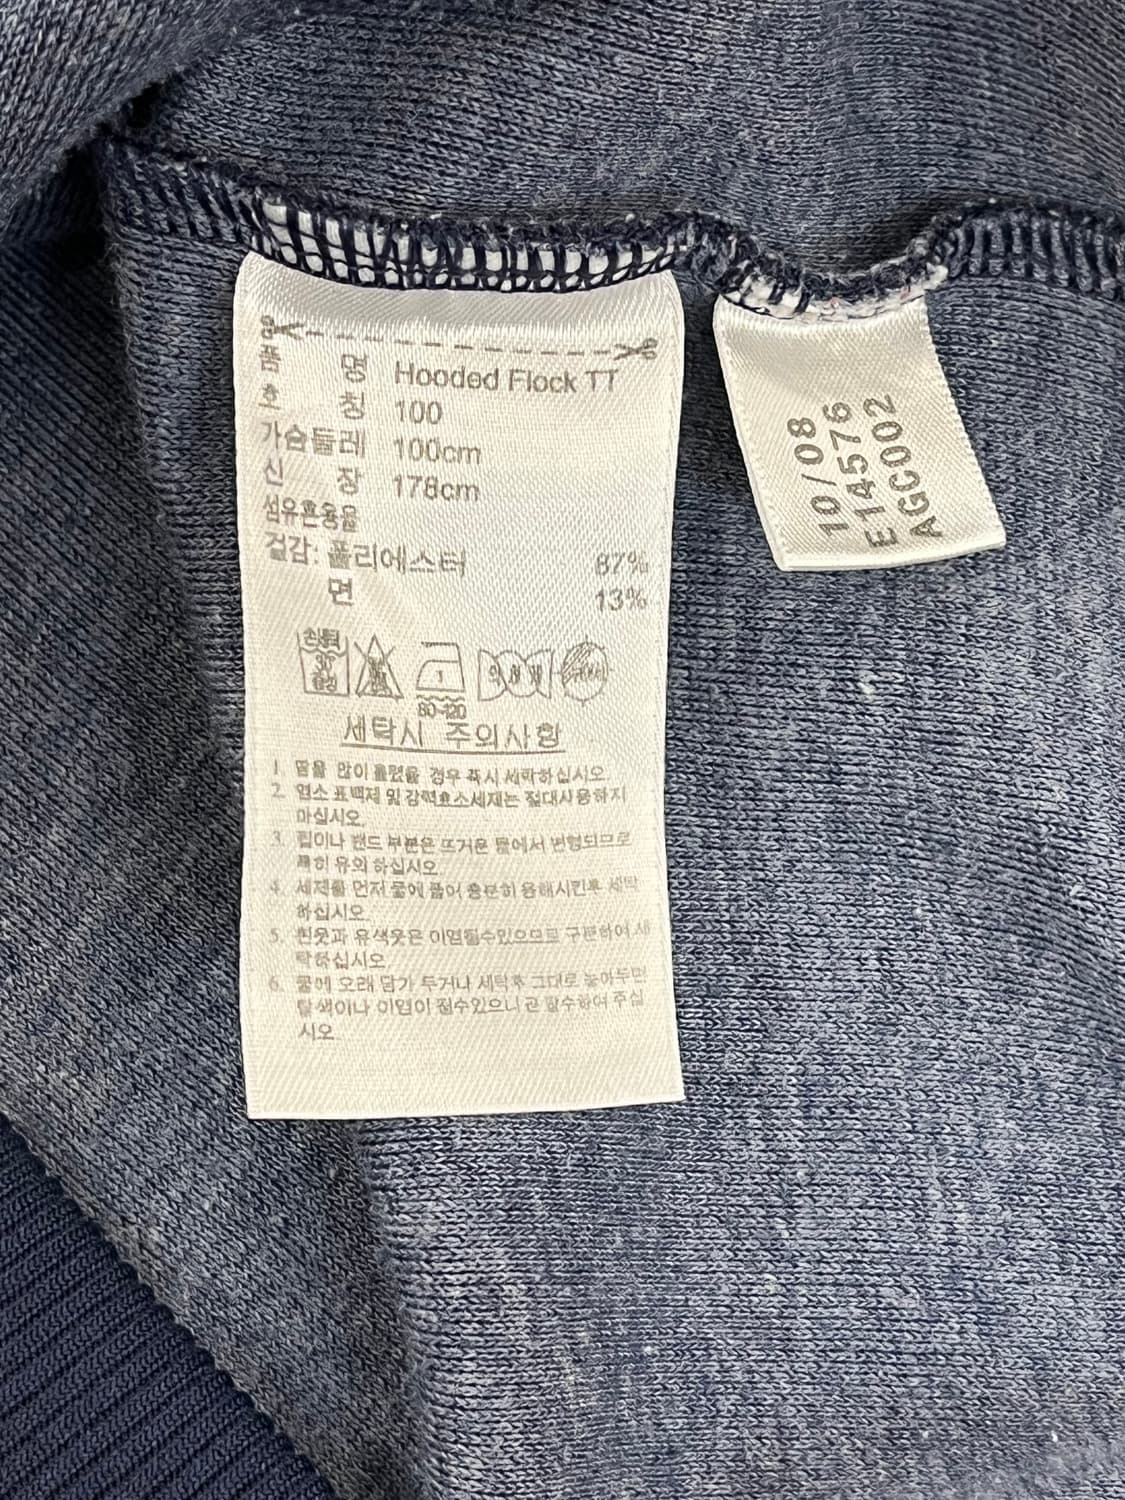 품 명 Hooded Flock TT
호 칭 100
가슴둘레 100cm
신 장 178cm
섬유혼용율
겉감: 폴리에스터 87%
면 13%
손세탁
30°
중성
80-120
세탁시 주의사항
1. 땀을 많이 흘렸을 경우 즉시 세탁하십시오.
2. 염소 표백제 및 강력효소세제는 절대사용하지
마십시오.
3. 립이나 밴드 부분은 뜨거운 물에서 변형되므로
특히 유의 하십시오.
4. 세제를 먼저 물에 풀어 충분히 용해시킨후 세탁
하십시오.
5. 흰옷과 유색옷은 이염될수있으므로 구분하여 세
탁하십시오.
6. 물에 오래 담가 두거나 세탁후 그대로 놓아두면
탈색이나 이염이 될수있으니 곧 탈수하여 주십
시오.
10/08
E14576
AGC002